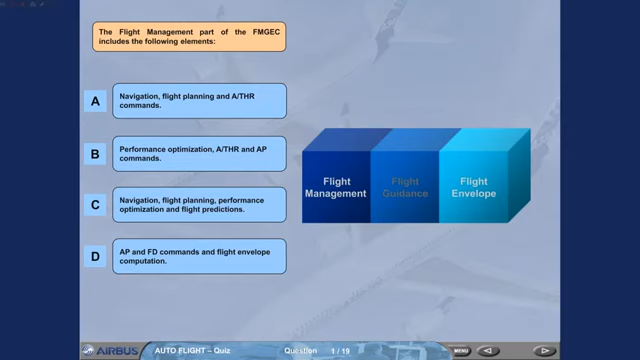 The Flight Management part of the FMGEC
includes the following elements:
A
Navigation, flight planning and A/THR
commands.
B
Performance optimization, A/THR and AP
commands.
C
Navigation, flight planning, performance
optimization and flight predictions.
D
AP and FD commands and flight envelope
computation.
Flight
Management
Flight
Guidance
Flight
Envelope
AIRBUS
AUTO FLIGHT – Quiz
Question
1 / 19
MENU